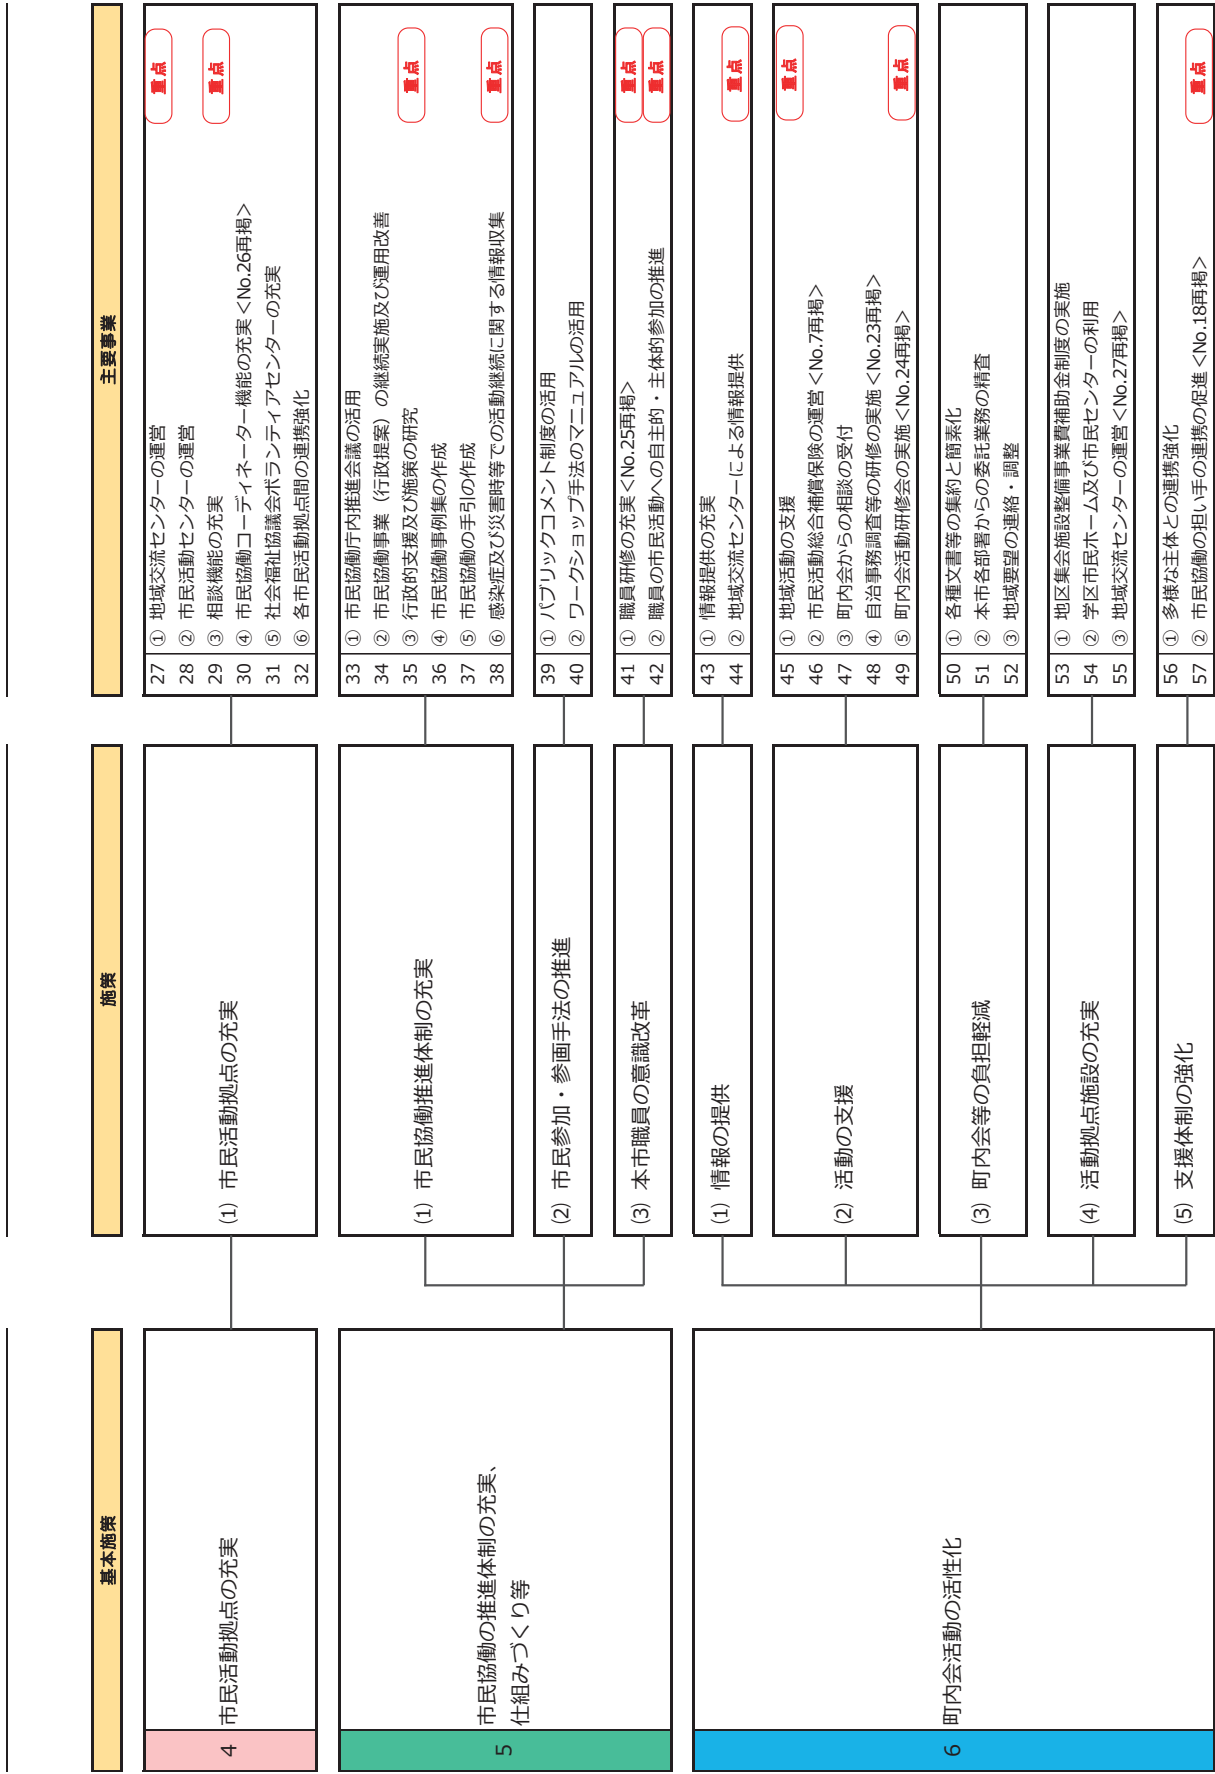 基本施策
施策
主要事業
4
市民活動拠点の充実
(1) 市民活動拠点の充実
27 ① 地域交流センターの運営 重点
28 ② 市民活動センターの運営
29 ③ 相談機能の充実 重点
30 ④ 市民協働コーディネーター機能の充実<No.26再掲>
31 ⑤ 社会福祉協議会ボランティアセンターの充実
32 ⑥ 各市民活動拠点間の連携強化
5
市民協働の推進体制の充実、
仕組みづくり等
(1) 市民協働推進体制の充実
33 ① 市民協働庁内推進会議の活用
34 ② 市民協働事業（行政提案）の継続実施及び運用改善
35 ③ 行政的支援及び施策の研究 重点
36 ④ 市民協働事例集の作成
37 ⑤ 市民協働の手引の作成
38 ⑥ 感染症及び災害時等での活動継続に関する情報収集 重点
(2) 市民参加・参画手法の推進
39 ① パブリックコメント制度の活用
40 ② ワークショップ手法のマニュアルの活用
(3) 本市職員の意識改革
41 ① 職員研修の充実<No.25再掲> 重点
42 ② 職員の市民活動への自主的・主体的参加の推進 重点
6
町内会活動の活性化
(1) 情報の提供
43 ① 情報提供の充実
44 ② 地域交流センターによる情報提供 重点
(2) 活動の支援
45 ① 地域活動の支援 重点
46 ② 市民活動総合補償保険の運営<No.7再掲>
47 ③ 町内会からの相談の受付
48 ④ 自治事務調査等の研修の実施<No.23再掲>
49 ⑤ 町内会活動研修会の実施<No.24再掲> 重点
(3) 町内会等の負担軽減
50 ① 各種文書等の集約と簡素化
51 ② 本市各部署からの委託業務の精査
52 ③ 地域要望の連絡・調整
(4) 活動拠点施設の充実
53 ① 地区集会施設整備事業費補助金制度の実施
54 ② 学区市民ホーム及び市民センターの利用
55 ③ 地域交流センターの運営<No.27再掲>
(5) 支援体制の強化
56 ① 多様な主体との連携強化
57 ② 市民協働の担い手の連携の促進<No.18再掲> 重点